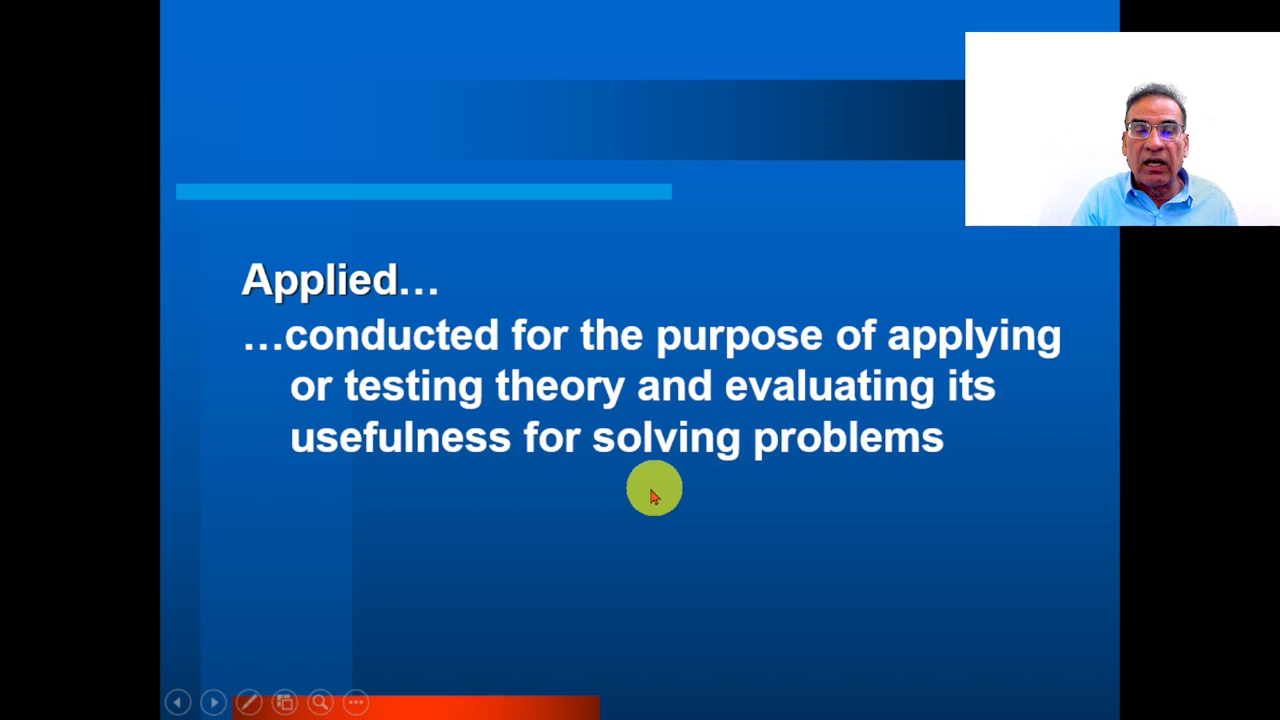 Applied…
…conducted for the purpose of applying
or testing theory and evaluating its
usefulness for solving problems